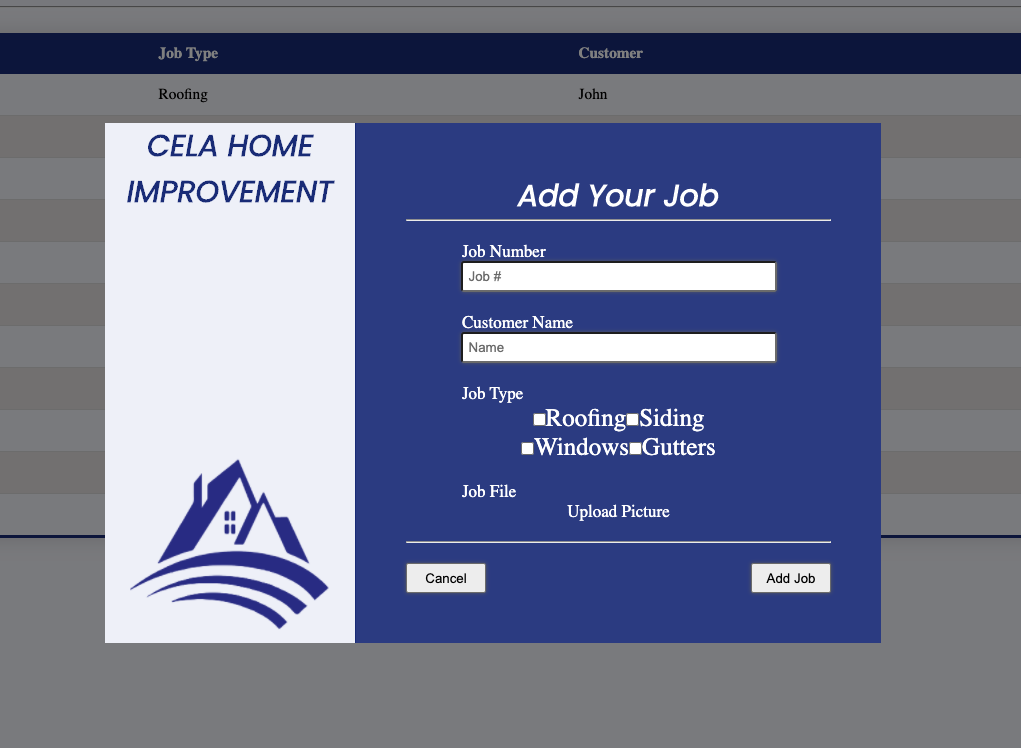 Job Type Customer
Roofing John
CELA HOME
IMPROVEMENT
Add Your Job
Job Number
Job #
Customer Name
Name
Job Type
Roofing Siding
Windows Gutters
Job File
Upload Picture
Cancel Add Job